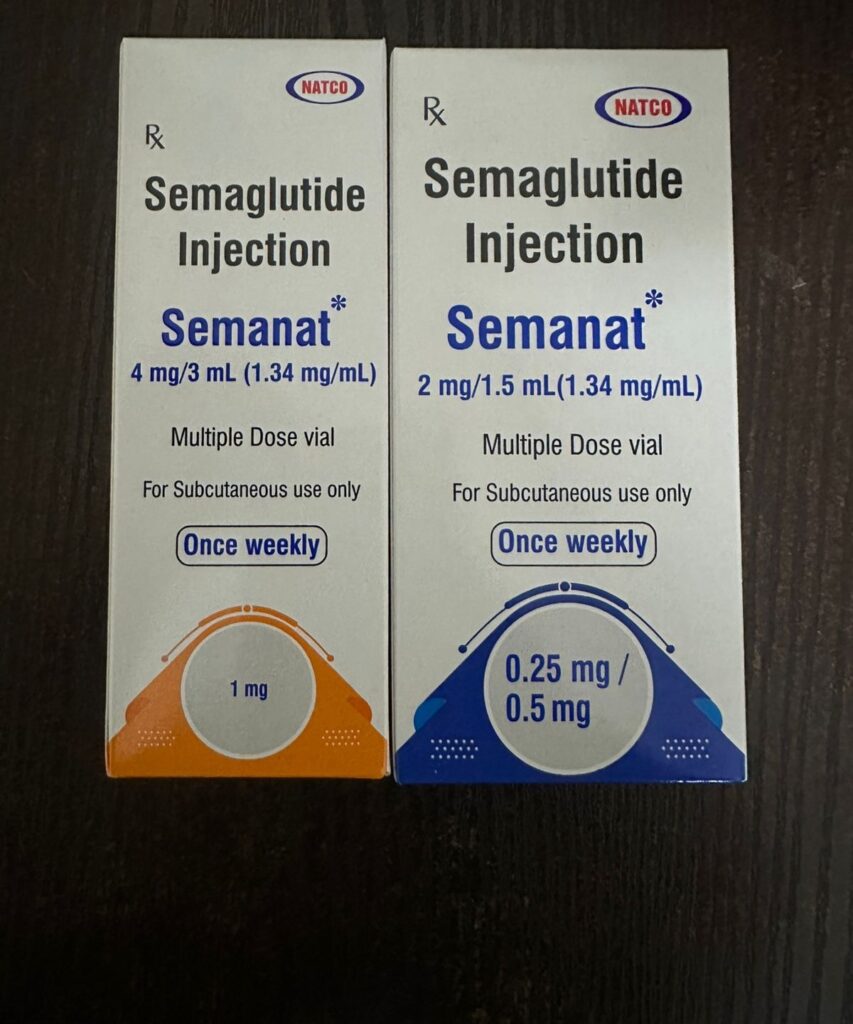 NATCO
Rx
Semaglutide
Injection
Semanat*
4 mg/3 mL (1.34 mg/mL)
Multiple Dose vial
For Subcutaneous use only
Once weekly
1 mg
NATCO
Rx
Semaglutide
Injection
Semanat*
2 mg/1.5 mL(1.34 mg/mL)
Multiple Dose vial
For Subcutaneous use only
Once weekly
0.25 mg /
0.5 mg